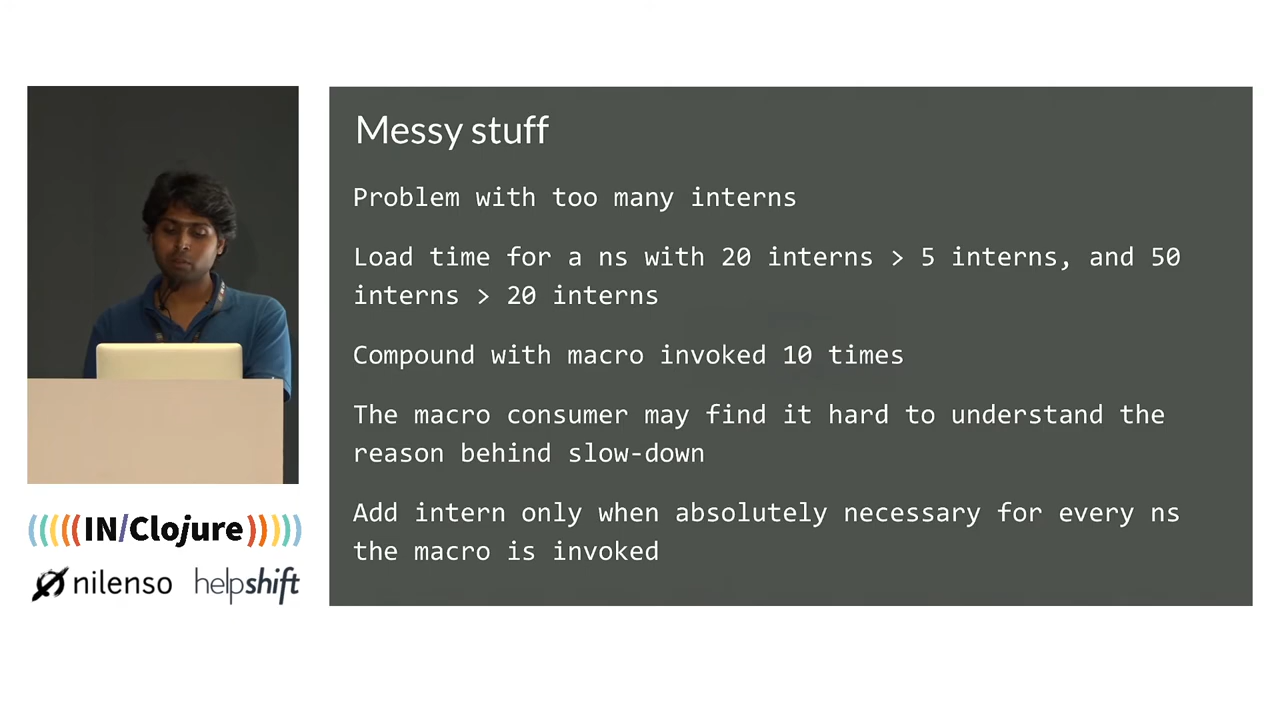 Messy stuff
Problem with too many interns
Load time for a ns with 20 interns > 5 interns, and 50
interns > 20 interns
Compound with macro invoked 10 times
The macro consumer may find it hard to understand the
reason behind slow-down
Add intern only when absolutely necessary for every ns
the macro is invoked
(((((IN/Clojure)))))
nilenso helpshift